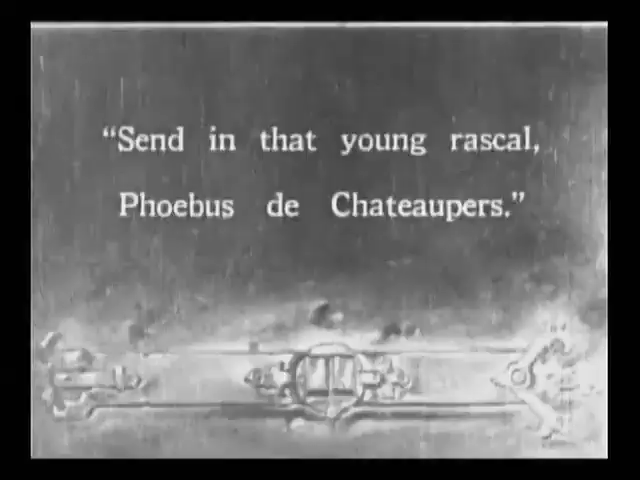 “Send in that young rascal,
Phoebus de Chateaupers.”